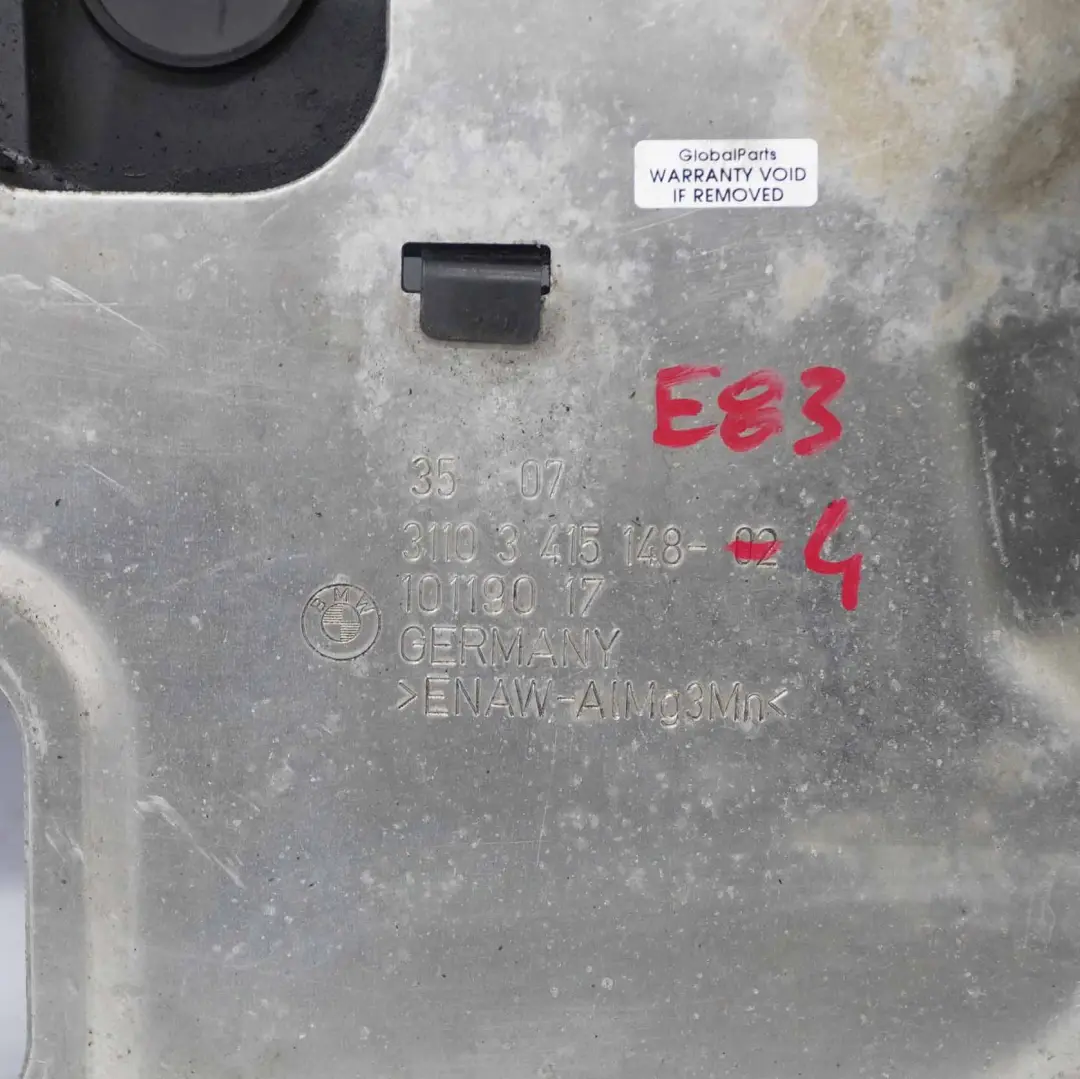 GlobalParts
WARRANTY VOID
IF REMOVED
E83
35 07
3110 3 415 148- 02 -4
101190 17
BMW
GERMANY
>ENAW-AlMg3Mn<